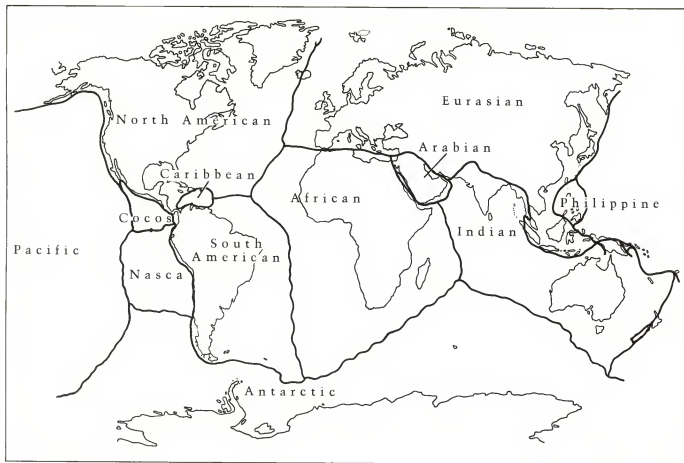 Eurasian
North American
Arabian
Caribbean
African
Philippine
Cocos
Indian
Pacific
South
American
Nasca
Antarctic